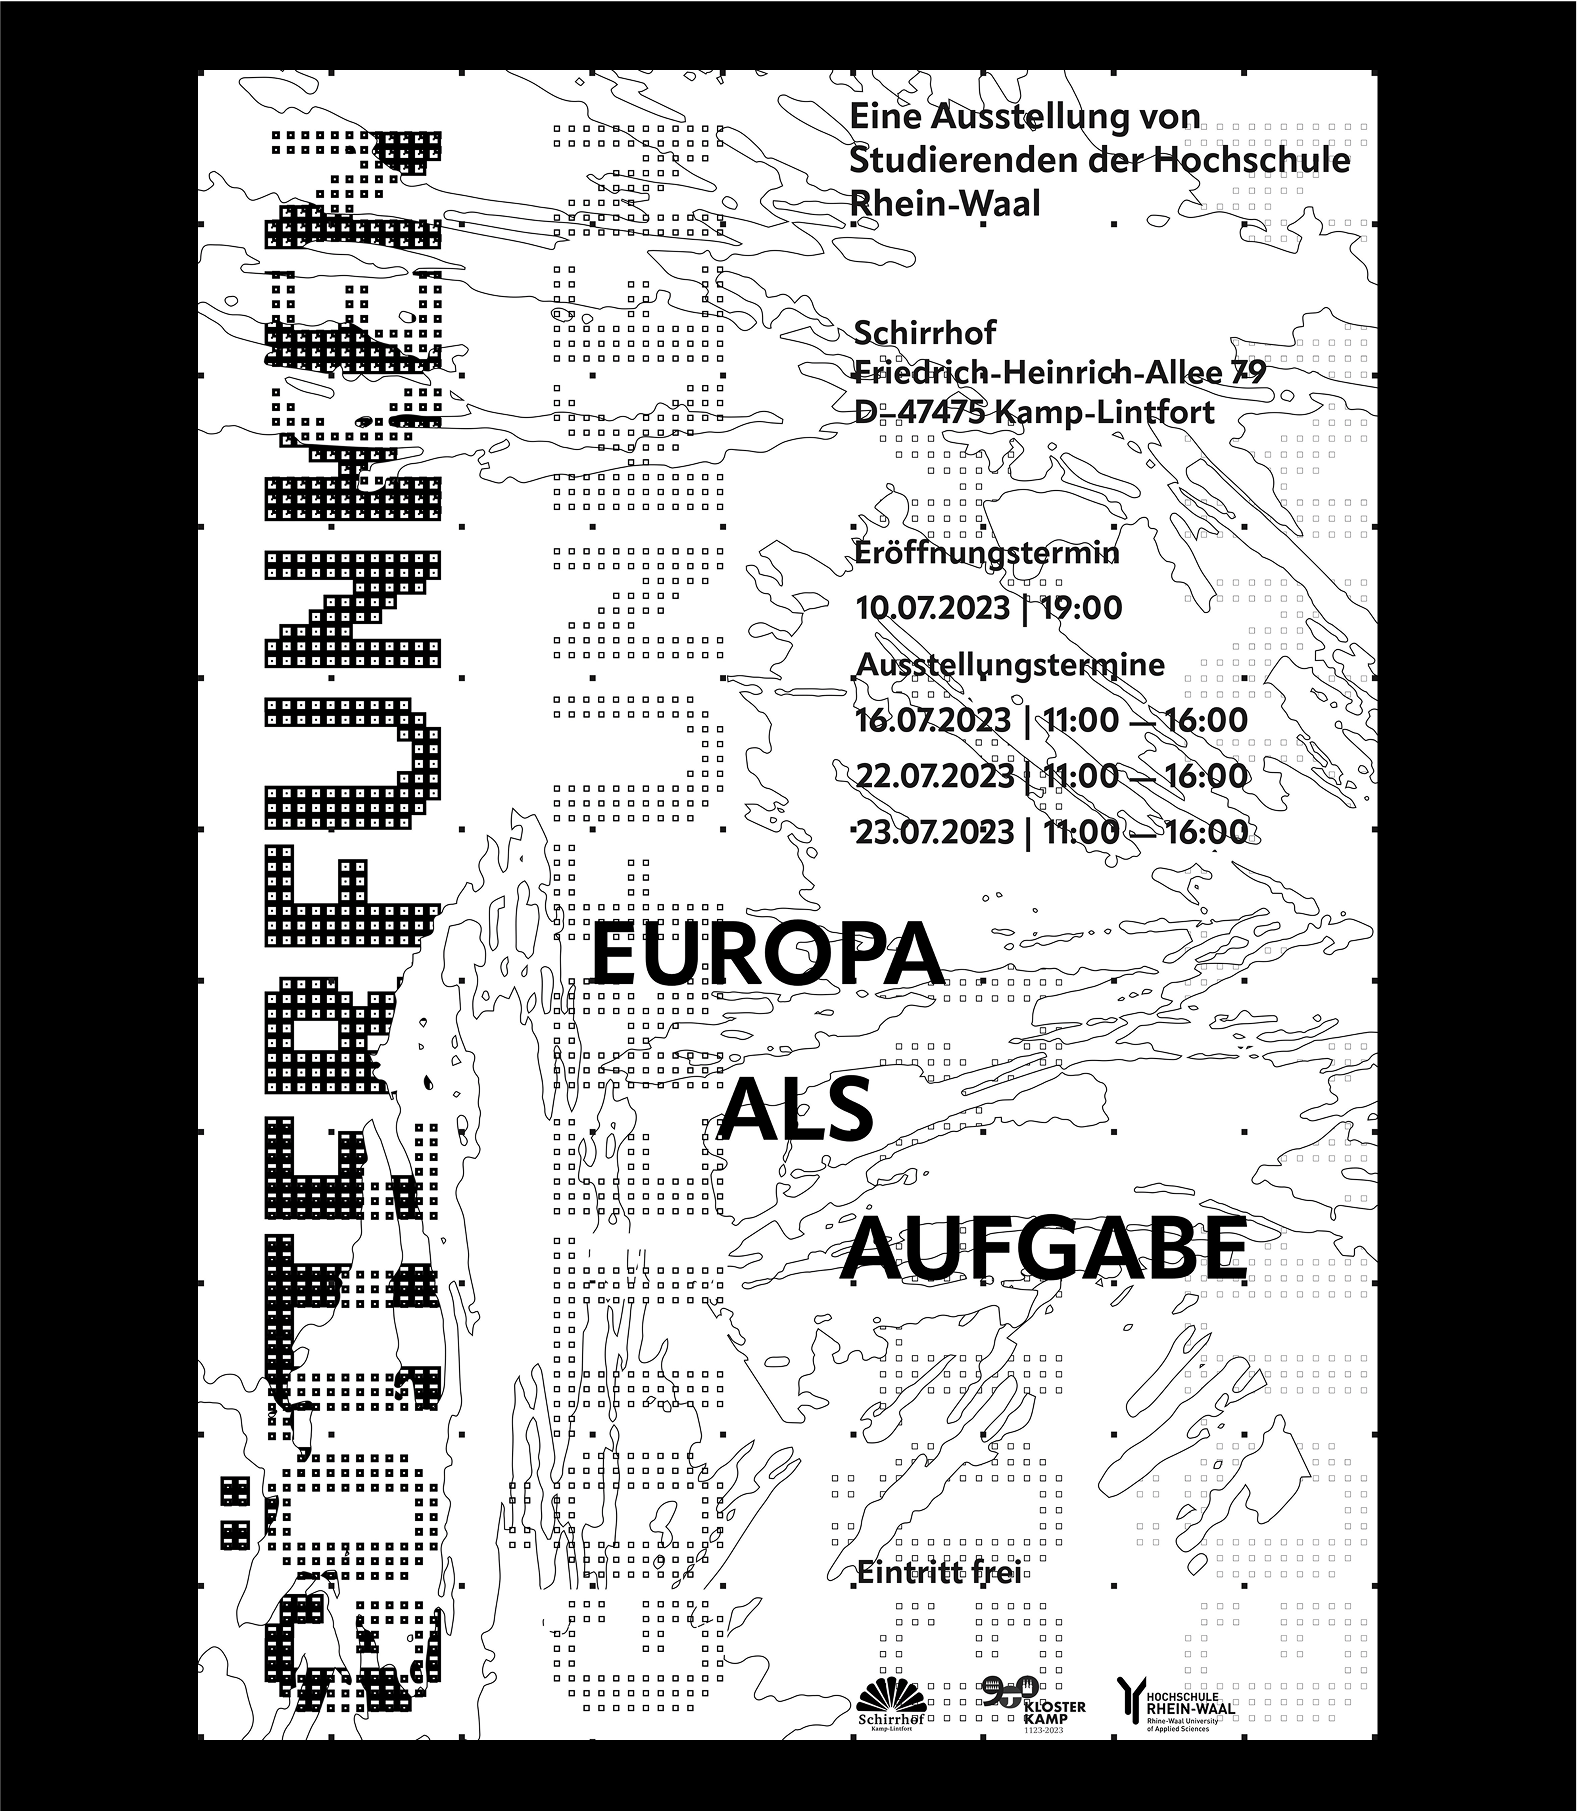 GÖTTERFUNKEN
Eine Ausstellung von
Studierenden der Hochschule
Rhein-Waal
Schirrhof
Friedrich-Heinrich-Allee 79
D–47475 Kamp-Lintfort
Eröffnungstermin
10.07.2023 | 19:00
Ausstellungstermine
16.07.2023 | 11:00 — 16:00
22.07.2023 | 11:00 — 16:00
23.07.2023 | 11:00 — 16:00
EUROPA
ALS
AUFGABE
Eintritt frei
Schirrhof
Kamp-Lintfort
900
KLOSTER
KAMP
1123-2023
HOCHSCHULE
RHEIN-WAAL
Rhine-Waal University
of Applied Sciences